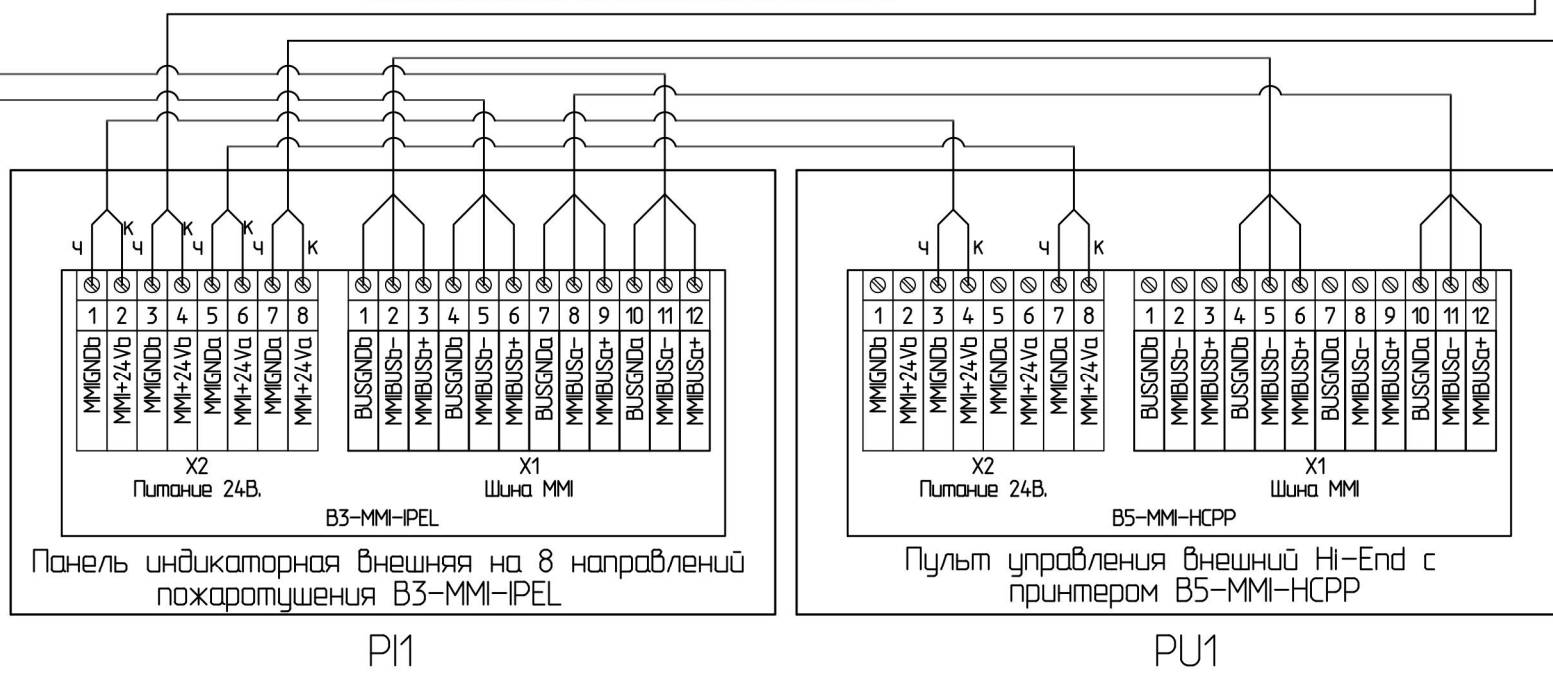 Ч К Ч К Ч К Ч К
Ч К Ч К
1 2 3 4 5 6 7 8
MMIGNDb
MMI+24Vb
MMIGNDb
MMI+24Vb
MMIGNDa
MMI+24Va
MMIGNDa
MMI+24Va
X2
Питание 24В.
1 2 3 4 5 6 7 8 9 10 11 12
BUSGNDb
MMIBUSb-
MMIBUSb+
BUSGNDb
MMIBUSb-
MMIBUSb+
BUSGNDa
MMIBUSa-
MMIBUSa+
BUSGNDa
MMIBUSa-
MMIBUSa+
X1
Шина MMI
B3-MMI-IPEL
Панель индикаторная внешняя на 8 направлений
пожаротушения B3-MMI-IPEL
PI1
1 2 3 4 5 6 7 8
MMIGNDb
MMI+24Vb
MMIGNDb
MMI+24Vb
MMIGNDa
MMI+24Va
MMIGNDa
MMI+24Va
X2
Питание 24В.
1 2 3 4 5 6 7 8 9 10 11 12
BUSGNDb
MMIBUSb-
MMIBUSb+
BUSGNDb
MMIBUSb-
MMIBUSb+
BUSGNDa
MMIBUSa-
MMIBUSa+
BUSGNDa
MMIBUSa-
MMIBUSa+
X1
Шина MMI
B5-MMI-HCPP
Пульт управления внешний Hi-End с
принтером B5-MMI-HCPP
PU1